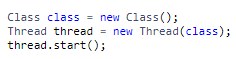 Class class = new Class();
Thread thread = new Thread(class);
thread.start();